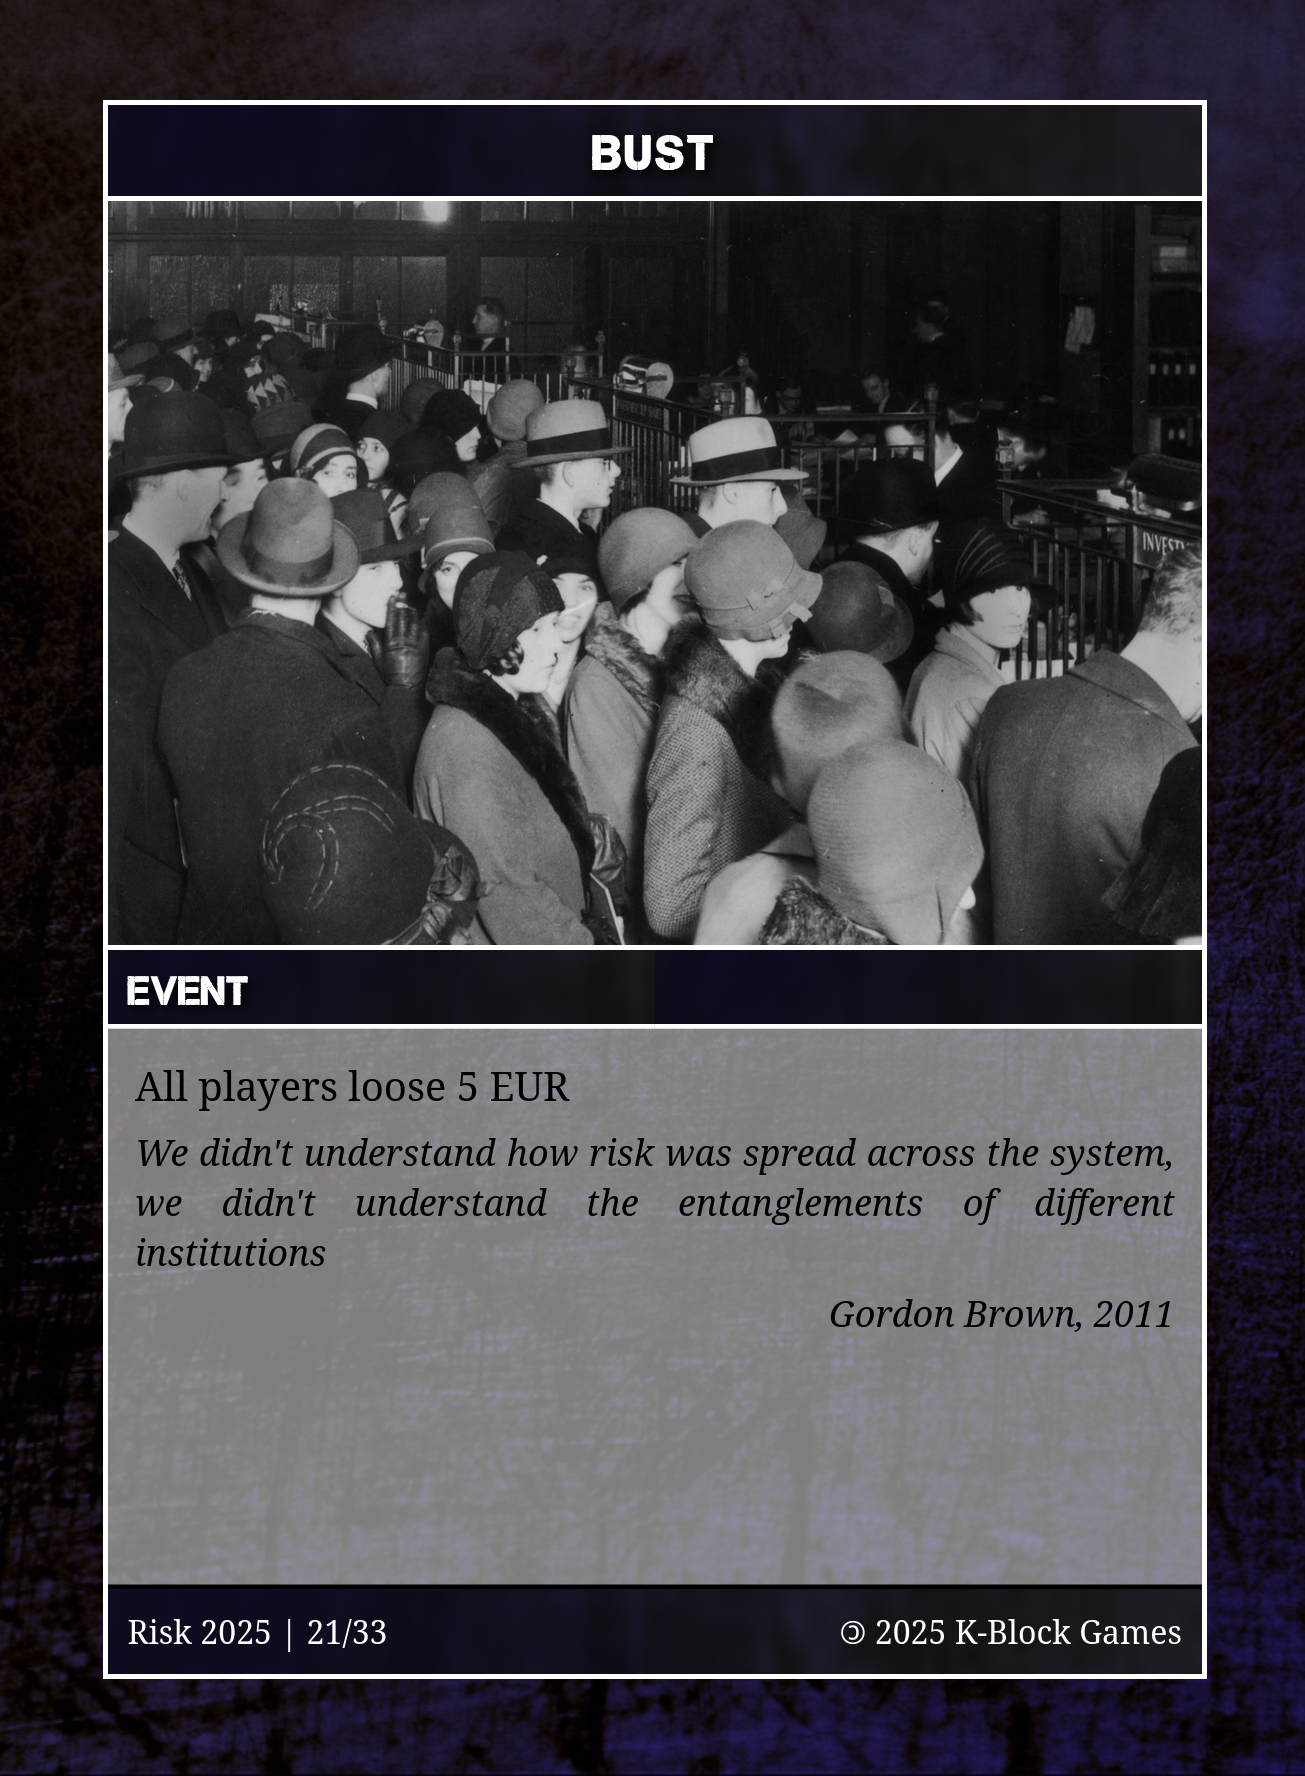 BUST
INVEST
EVENT
All players loose 5 EUR
We didn't understand how risk was spread across the system,
we didn't understand the entanglements of different
institutions
Gordon Brown, 2011
Risk 2025 | 21/33
🄯 2025 K-Block Games